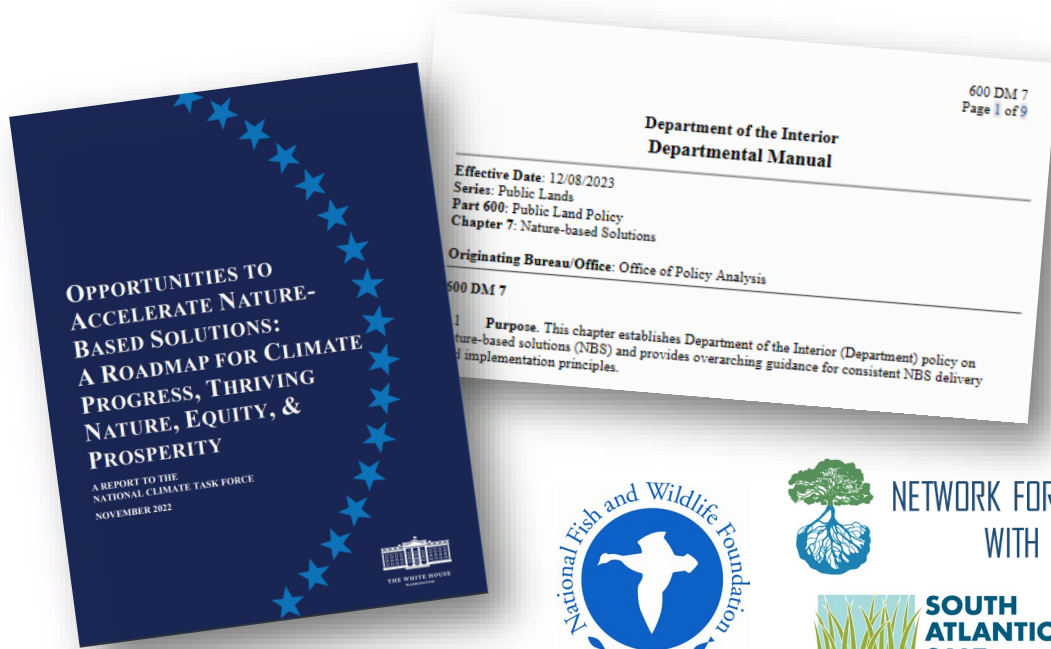 OPPORTUNITIES TO
ACCELERATE NATURE-
BASED SOLUTIONS:
A ROADMAP FOR CLIMATE
PROGRESS, THRIVING
NATURE, EQUITY, &
PROSPERITY
A REPORT TO THE
NATIONAL CLIMATE TASK FORCE
NOVEMBER 2022
THE WHITE HOUSE
WASHINGTON
600 DM 7
Page 1 of 9
Department of the Interior
Departmental Manual
Effective Date: 12/08/2023
Series: Public Lands
Part 600: Public Land Policy
Chapter 7: Nature-based Solutions
Originating Bureau/Office: Office of Policy Analysis
600 DM 7
1 Purpose. This chapter establishes Department of the Interior (Department) policy on
ture-based solutions (NBS) and provides overarching guidance for consistent NBS delivery
d implementation principles.
National Fish and Wildlife Foundation
NETWORK FOR
WITH
SOUTH
ATLANTIC